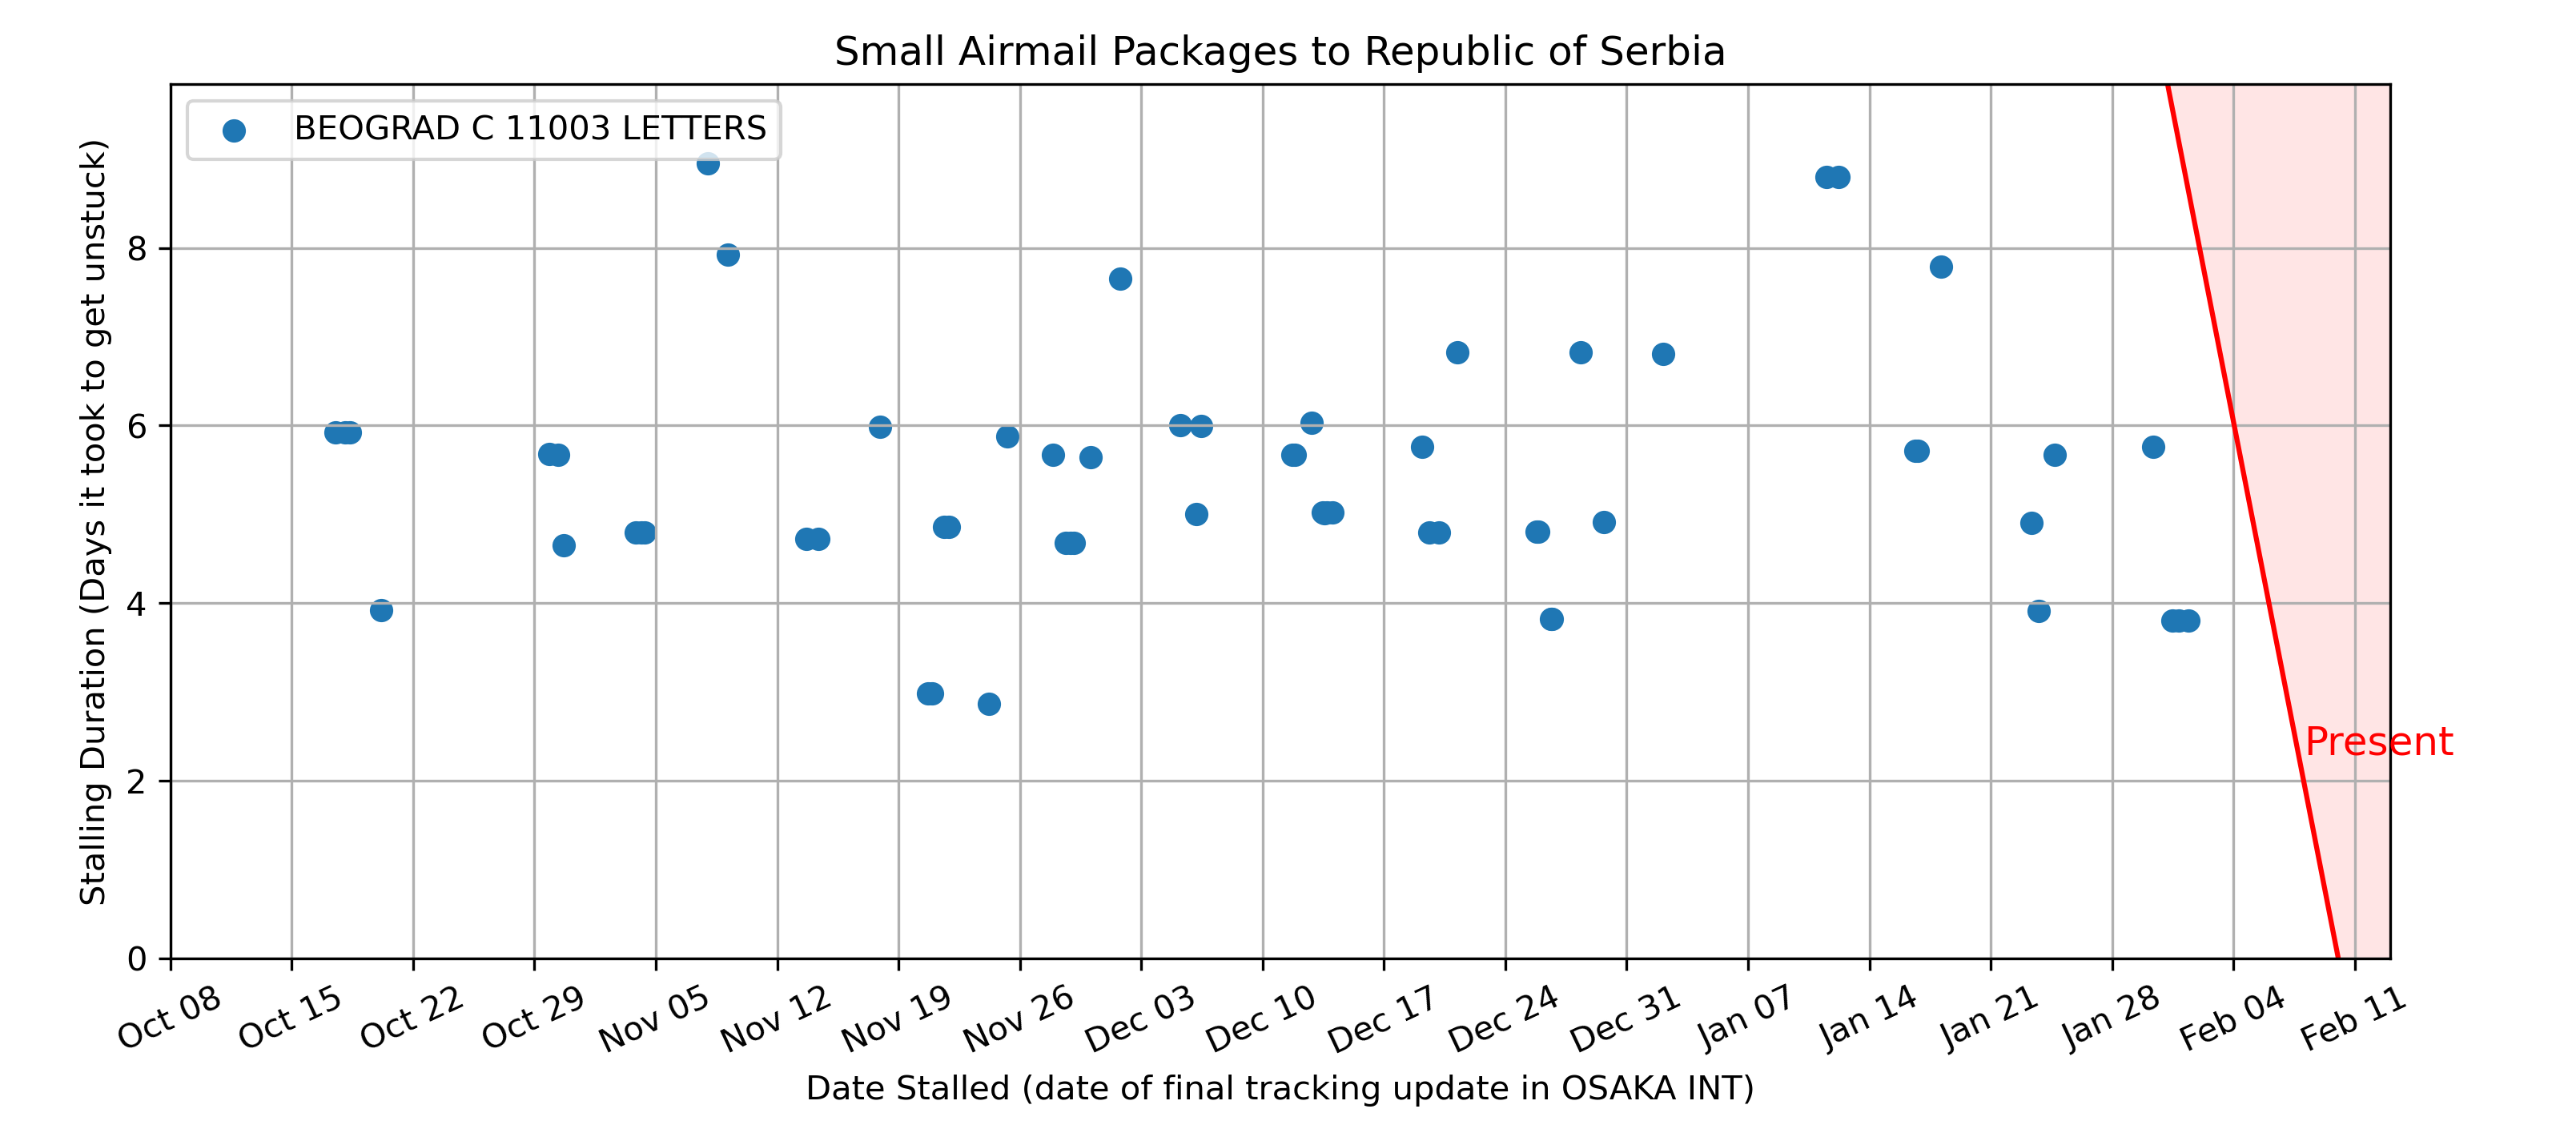 Small Airmail Packages to Republic of Serbia
BEOGRAD C 11003 LETTERS
Stalling Duration (Days it took to get unstuck)
8
6
4
2
0
Present
Oct 08 Oct 15 Oct 22 Oct 29 Nov 05 Nov 12 Nov 19 Nov 26 Dec 03 Dec 10 Dec 17 Dec 24 Dec 31 Jan 07 Jan 14 Jan 21 Jan 28 Feb 04 Feb 11
Date Stalled (date of final tracking update in OSAKA INT)